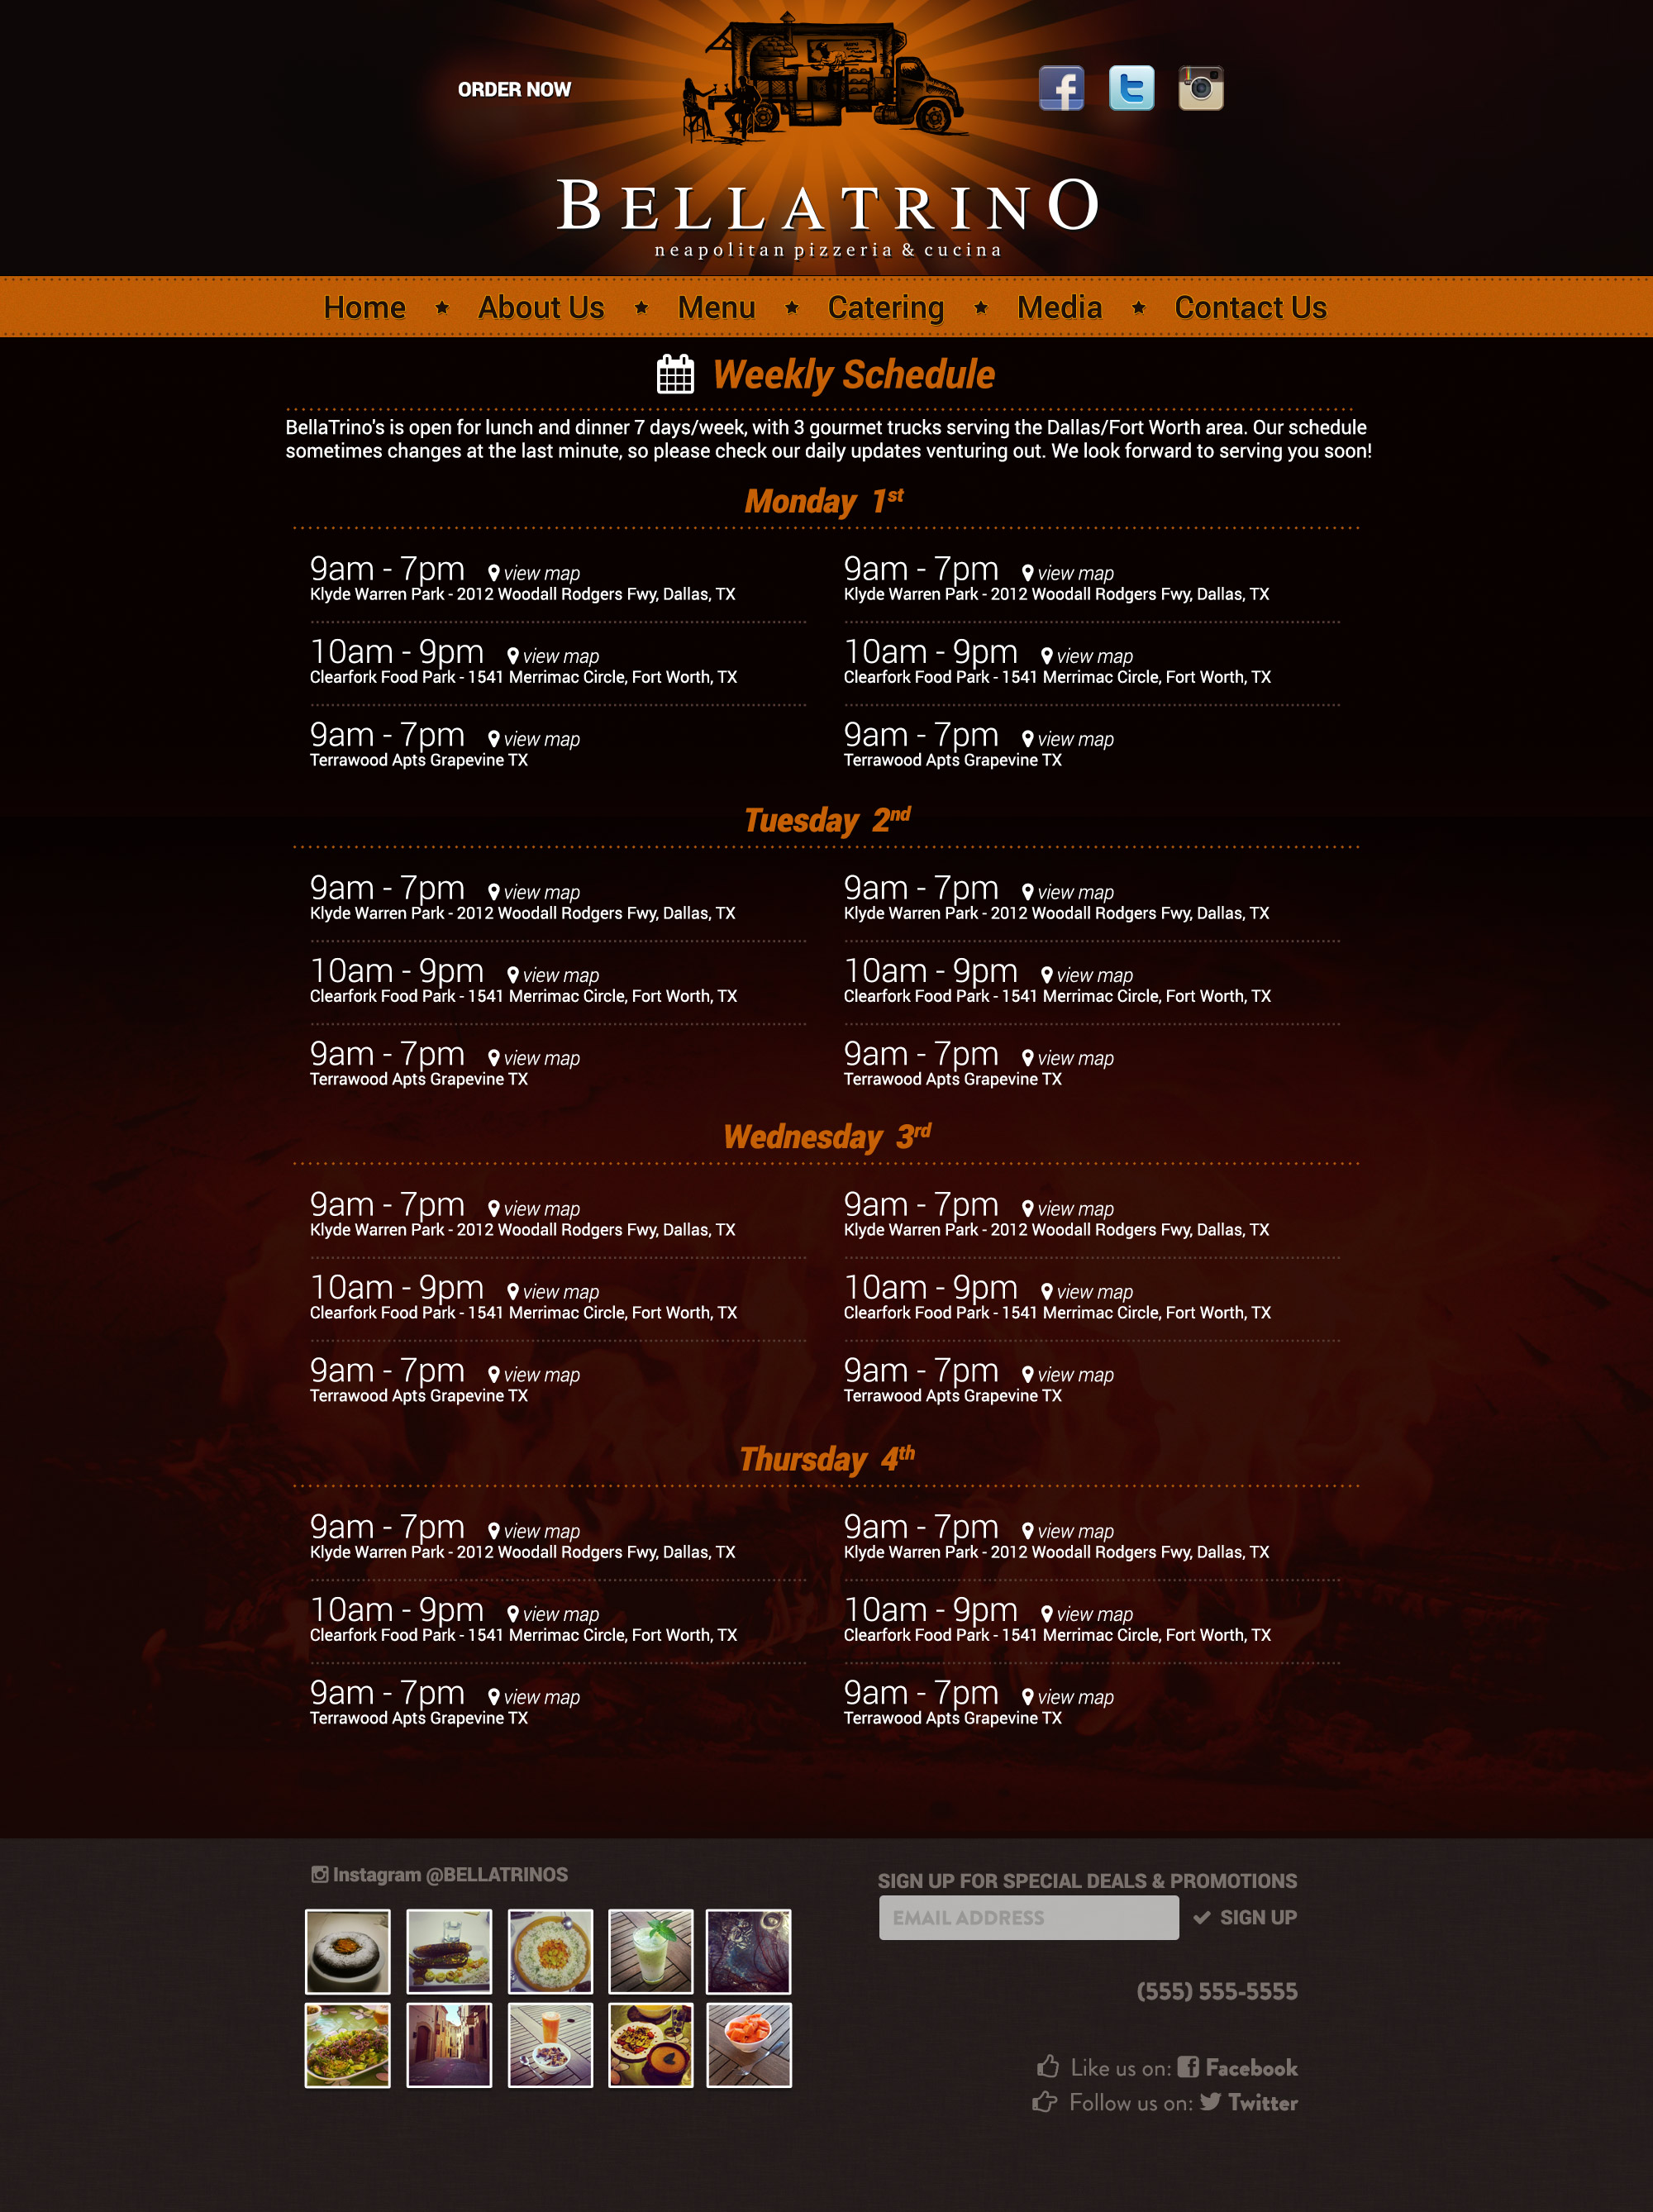 ORDER NOW
BELLATRINO
neapolitan pizzeria & cucina
Home ★ About Us ★ Menu ★ Catering ★ Media ★ Contact Us
Weekly Schedule
BellaTrino's is open for lunch and dinner 7 days/week, with 3 gourmet trucks serving the Dallas/Fort Worth area. Our schedule
sometimes changes at the last minute, so please check our daily updates venturing out. We look forward to serving you soon!
Monday 1st
9am - 7pm view map
Klyde Warren Park - 2012 Woodall Rodgers Fwy, Dallas, TX
10am - 9pm view map
Clearfork Food Park - 1541 Merrimac Circle, Fort Worth, TX
9am - 7pm view map
Terrawood Apts Grapevine TX
9am - 7pm view map
Klyde Warren Park - 2012 Woodall Rodgers Fwy, Dallas, TX
10am - 9pm view map
Clearfork Food Park - 1541 Merrimac Circle, Fort Worth, TX
9am - 7pm view map
Terrawood Apts Grapevine TX
Tuesday 2nd
9am - 7pm view map
Klyde Warren Park - 2012 Woodall Rodgers Fwy, Dallas, TX
10am - 9pm view map
Clearfork Food Park - 1541 Merrimac Circle, Fort Worth, TX
9am - 7pm view map
Terrawood Apts Grapevine TX
9am - 7pm view map
Klyde Warren Park - 2012 Woodall Rodgers Fwy, Dallas, TX
10am - 9pm view map
Clearfork Food Park - 1541 Merrimac Circle, Fort Worth, TX
9am - 7pm view map
Terrawood Apts Grapevine TX
Wednesday 3rd
9am - 7pm view map
Klyde Warren Park - 2012 Woodall Rodgers Fwy, Dallas, TX
10am - 9pm view map
Clearfork Food Park - 1541 Merrimac Circle, Fort Worth, TX
9am - 7pm view map
Terrawood Apts Grapevine TX
9am - 7pm view map
Klyde Warren Park - 2012 Woodall Rodgers Fwy, Dallas, TX
10am - 9pm view map
Clearfork Food Park - 1541 Merrimac Circle, Fort Worth, TX
9am - 7pm view map
Terrawood Apts Grapevine TX
Thursday 4th
9am - 7pm view map
Klyde Warren Park - 2012 Woodall Rodgers Fwy, Dallas, TX
10am - 9pm view map
Clearfork Food Park - 1541 Merrimac Circle, Fort Worth, TX
9am - 7pm view map
Terrawood Apts Grapevine TX
9am - 7pm view map
Klyde Warren Park - 2012 Woodall Rodgers Fwy, Dallas, TX
10am - 9pm view map
Clearfork Food Park - 1541 Merrimac Circle, Fort Worth, TX
9am - 7pm view map
Terrawood Apts Grapevine TX
Instagram @BELLATRINOS
SIGN UP FOR SPECIAL DEALS & PROMOTIONS
EMAIL ADDRESS
SIGN UP
(555) 555-5555
Like us on: Facebook
Follow us on: Twitter